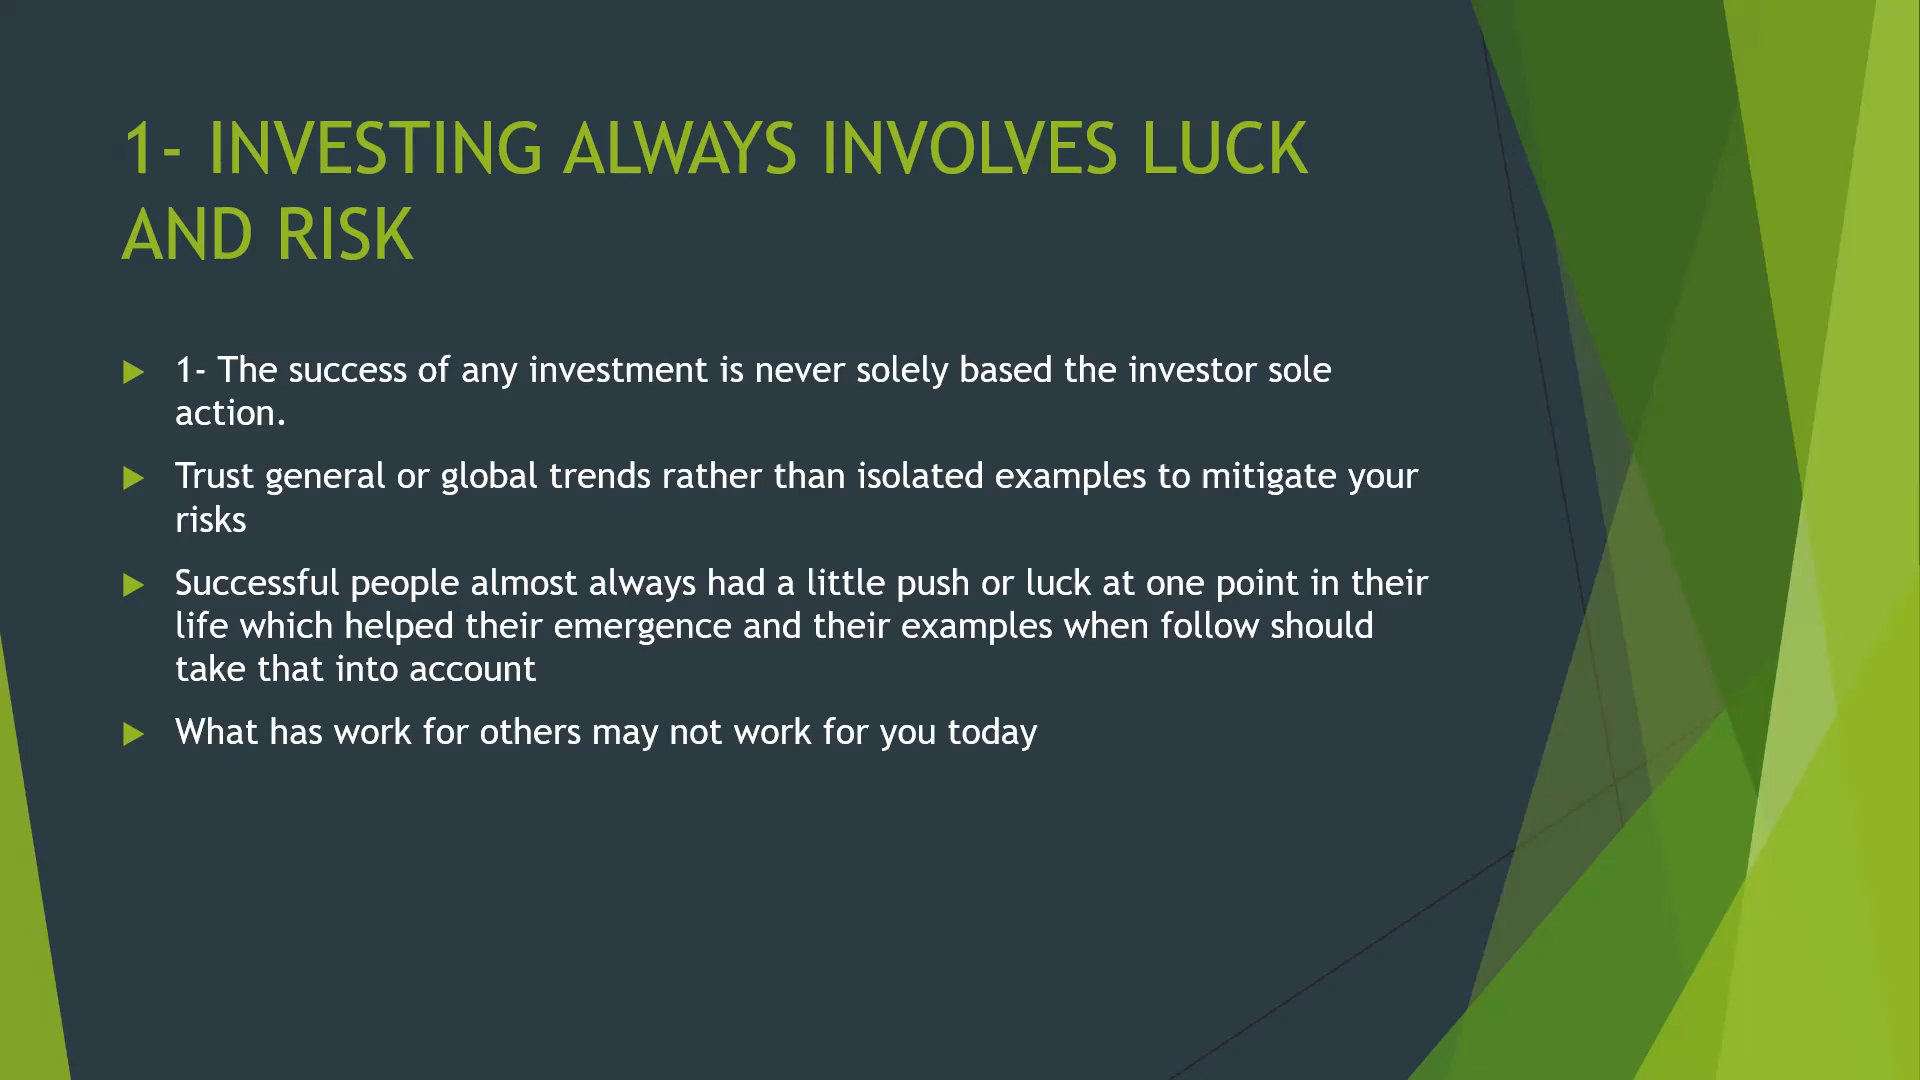 1- INVESTING ALWAYS INVOLVES LUCK
AND RISK
1- The success of any investment is never solely based the investor sole
action.
Trust general or global trends rather than isolated examples to mitigate your
risks
Successful people almost always had a little push or luck at one point in their
life which helped their emergence and their examples when follow should
take that into account
What has work for others may not work for you today